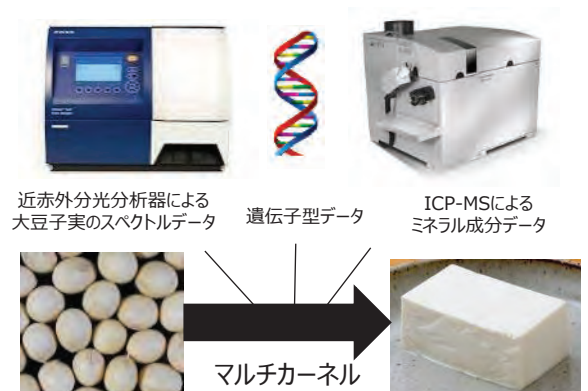 近赤外分光分析器による
大豆子実のスペクトルデータ
遺伝子型データ
ICP-MSによる
ミネラル成分データ
マルチカーネル